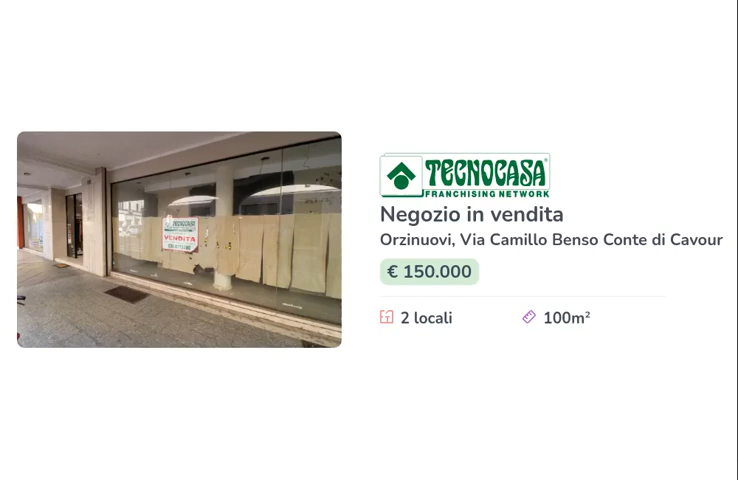 TECNOCASA
VENDITA
TECNOCASA®
FRANCHISING NETWORK
Negozio in vendita
Orzinuovi, Via Camillo Benso Conte di Cavour
€ 150.000
2 locali
100m²